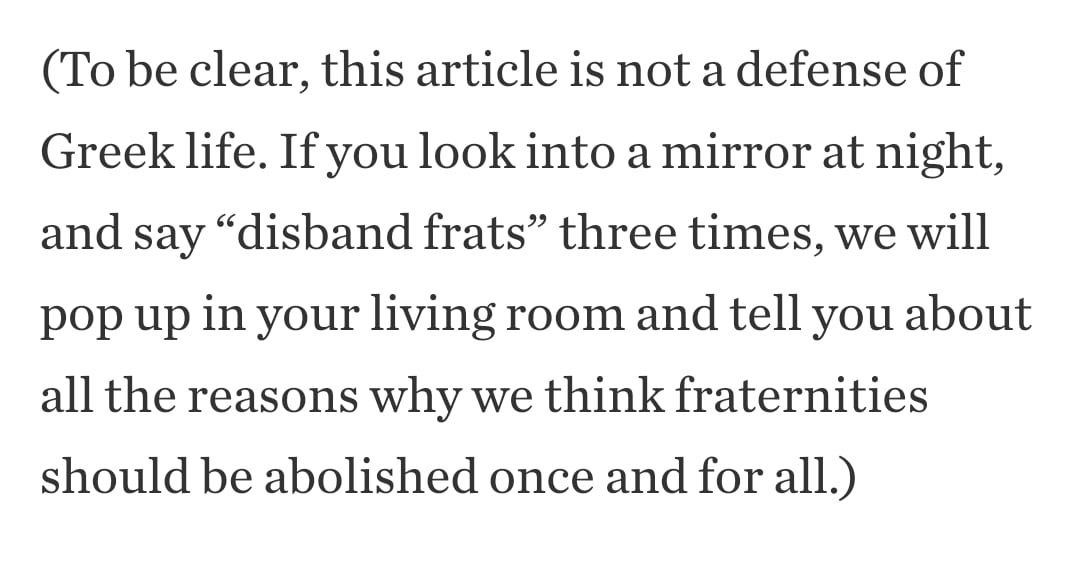 (To be clear, this article is not a defense of
Greek life. If you look into a mirror at night,
and say “disband frats” three times, we will
pop up in your living room and tell you about
all the reasons why we think fraternities
should be abolished once and for all.)